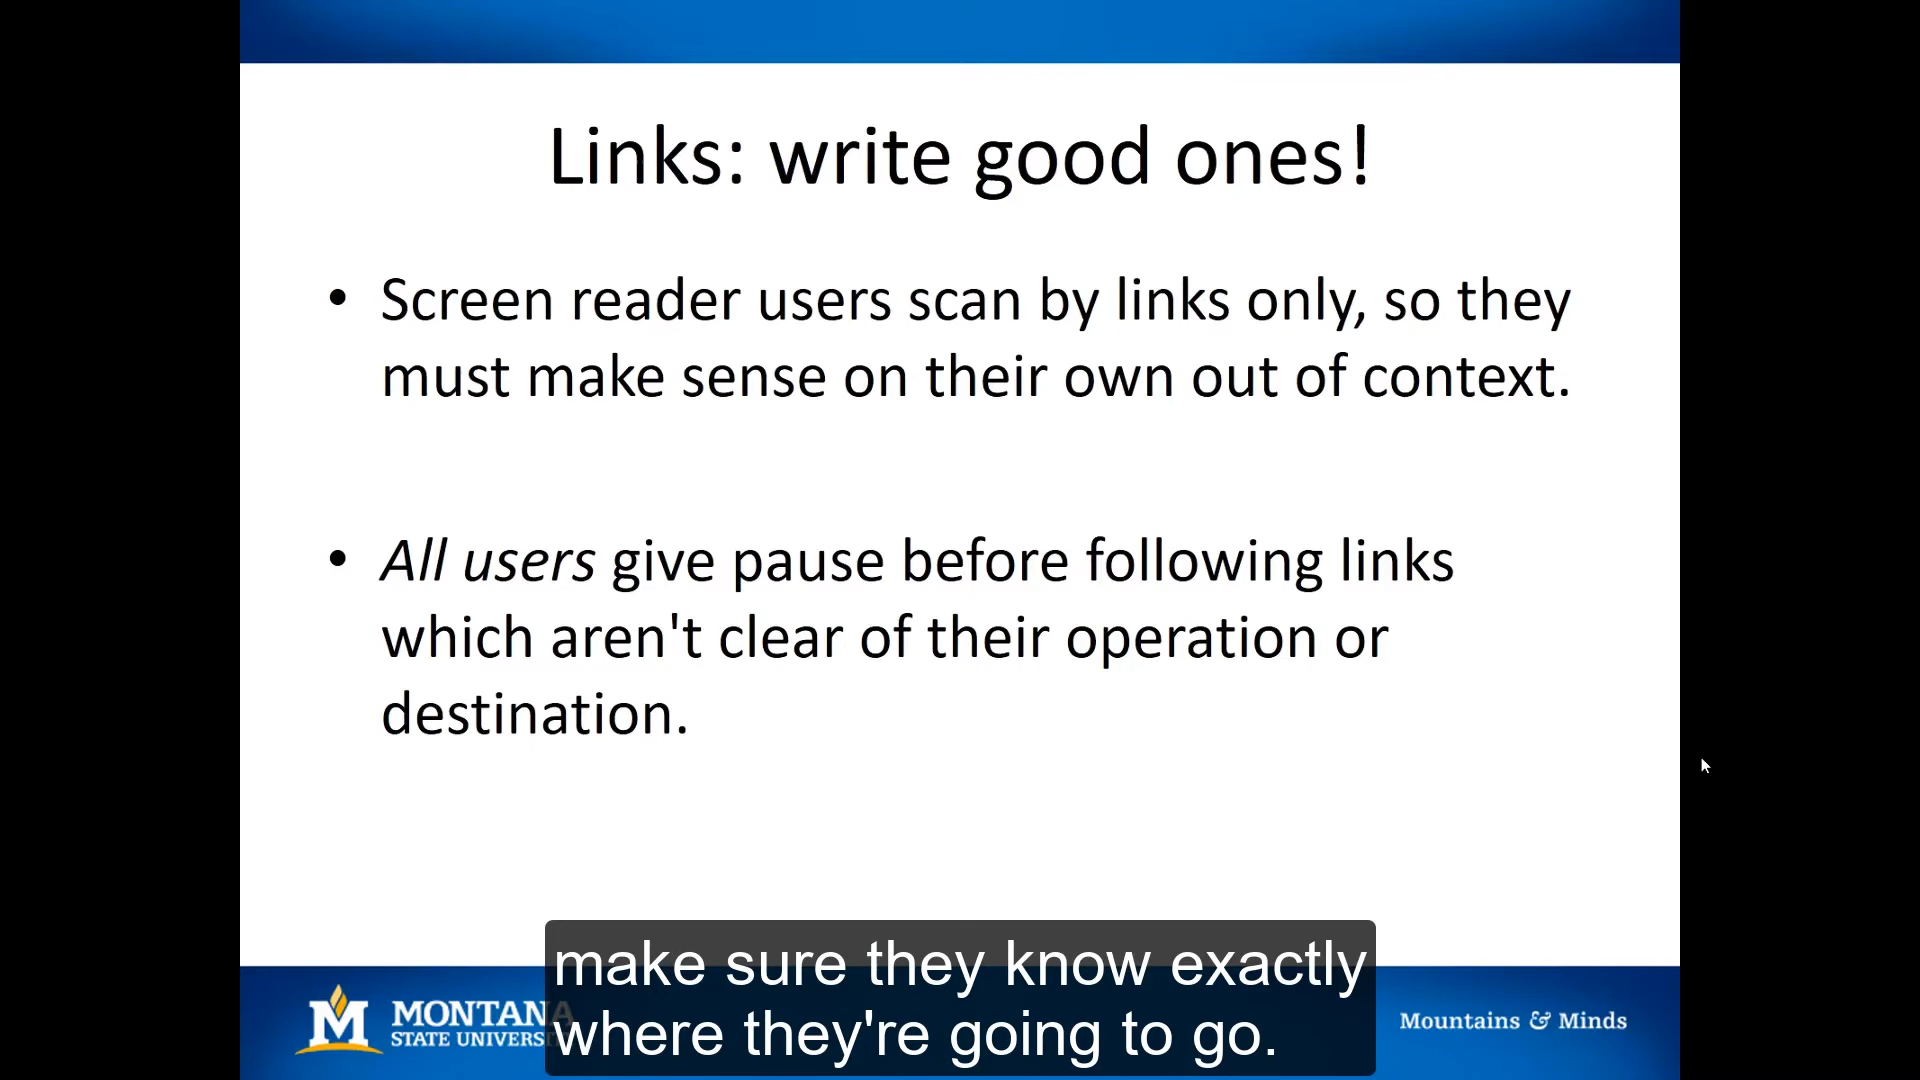 Links: write good ones!
• Screen reader users scan by links only, so they
must make sense on their own out of context.
• All users give pause before following links
which aren't clear of their operation or
destination.
make sure they know exactly
where they're going to go.
M MONTANA
STATE UNIVERSI
Mountains & Minds